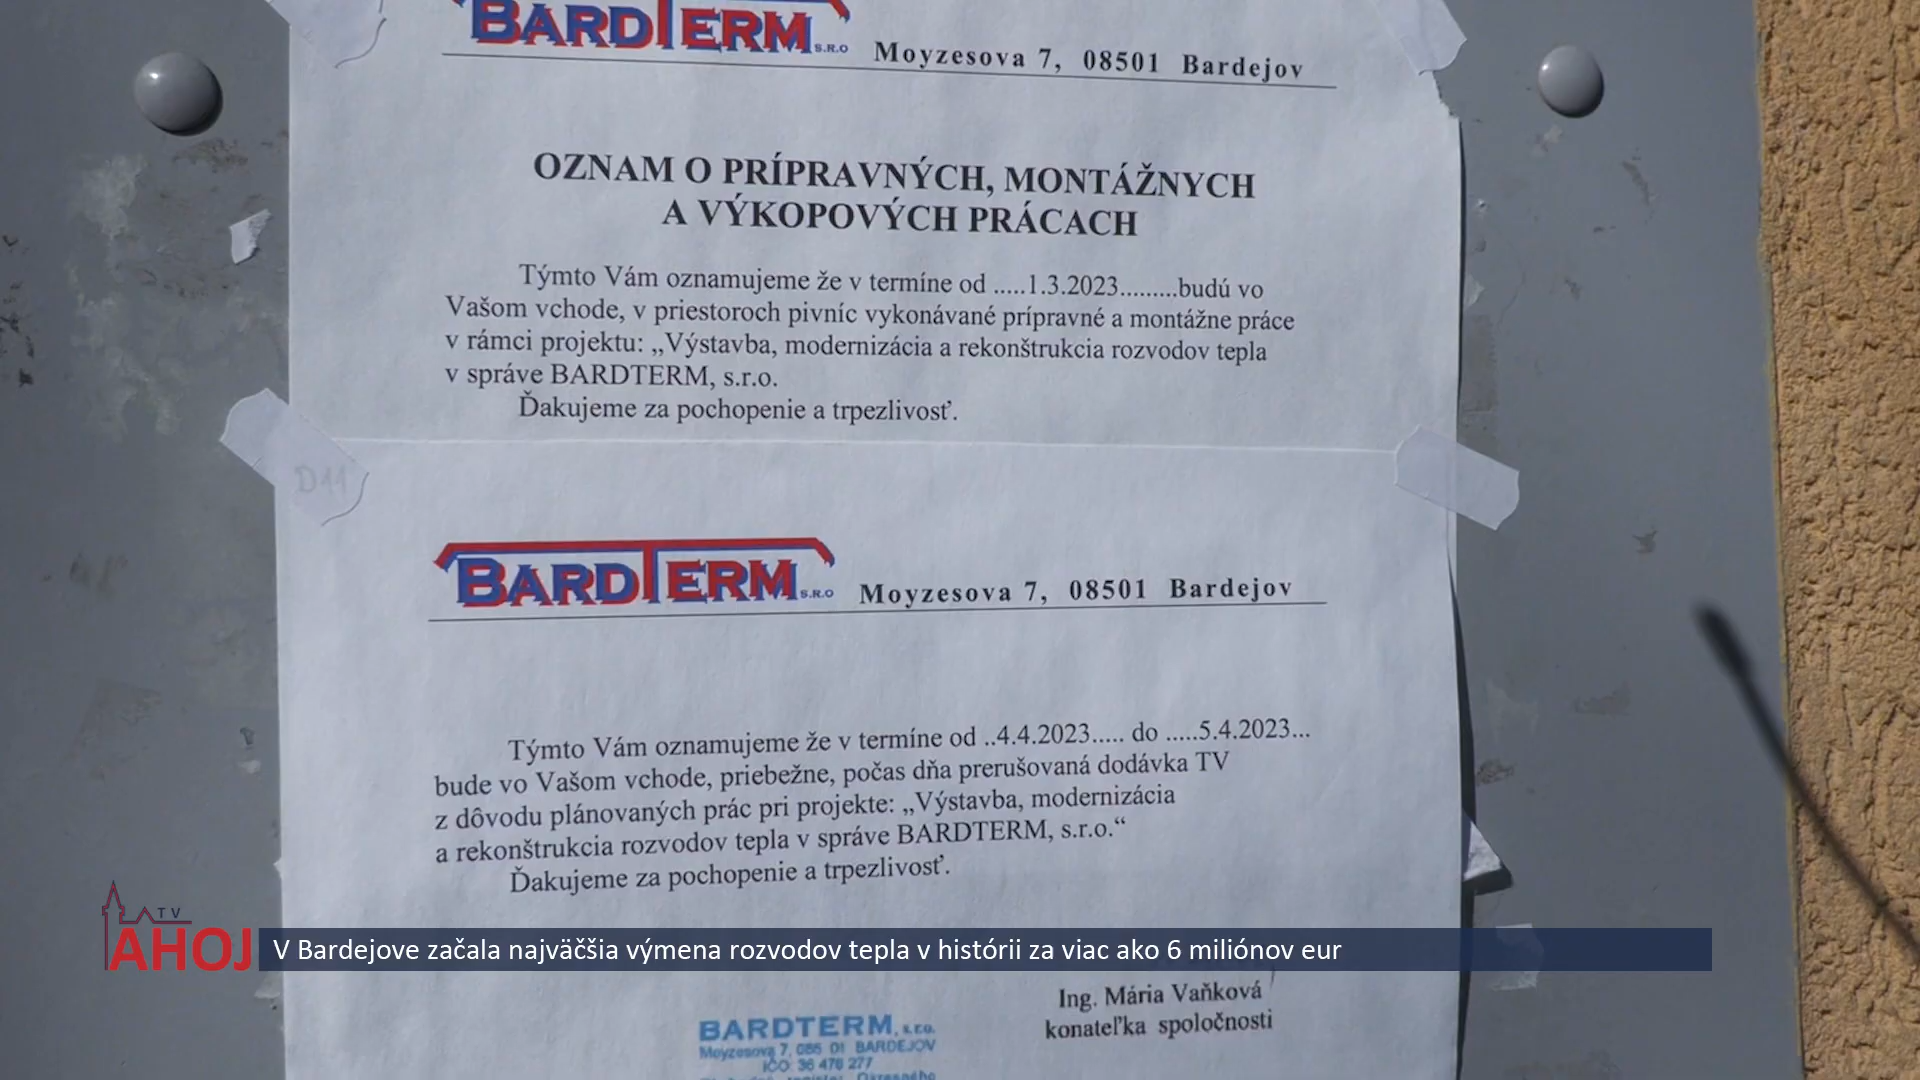 BARDTERM S.R.O Moyzesova 7, 08501 Bardejov
OZNAM O PRÍPRAVNÝCH, MONTÁŽNYCH
A VÝKOPOVÝCH PRÁCACH
Týmto Vám oznamujeme že v termíne od .....1.3.2023.........budú vo
Vašom vchode, v priestoroch pivníc vykonávané prípravné a montážne práce
v rámci projektu: „Výstavba, modernizácia a rekonštrukcia rozvodov tepla
v správe BARDTERM, s.r.o.
Ďakujeme za pochopenie a trpezlivosť.
D11
BARDTERM S.R.O Moyzesova 7, 08501 Bardejov
Týmto Vám oznamujeme že v termíne od ..4.4.2023..... do .....5.4.2023...
bude vo Vašom vchode, priebežne, počas dňa prerušovaná dodávka TV
z dôvodu plánovaných prác pri projekte: „Výstavba, modernizácia
a rekonštrukcia rozvodov tepla v správe BARDTERM, s.r.o.“
Ďakujeme za pochopenie a trpezlivosť.
TV
AHOJ
V Bardejove začala najväčšia výmena rozvodov tepla v histórii za viac ako 6 miliónov eur
Ing. Mária Vaňková
konateľka spoločnosti
BARDTERM, s.r.o.
Moyzesova 7, 085 01 BARDEJOV
IČO: 36 476 277